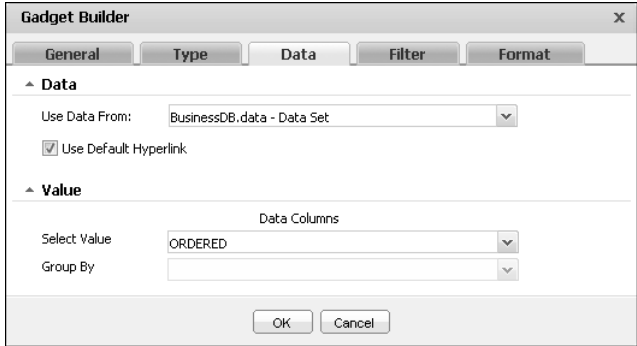 Gadget Builder x
General Type Data Filter Format
Data
Use Data From: BusinessDB.data - Data Set
Use Default Hyperlink
Value
Data Columns
Select Value ORDERED
Group By
OK Cancel